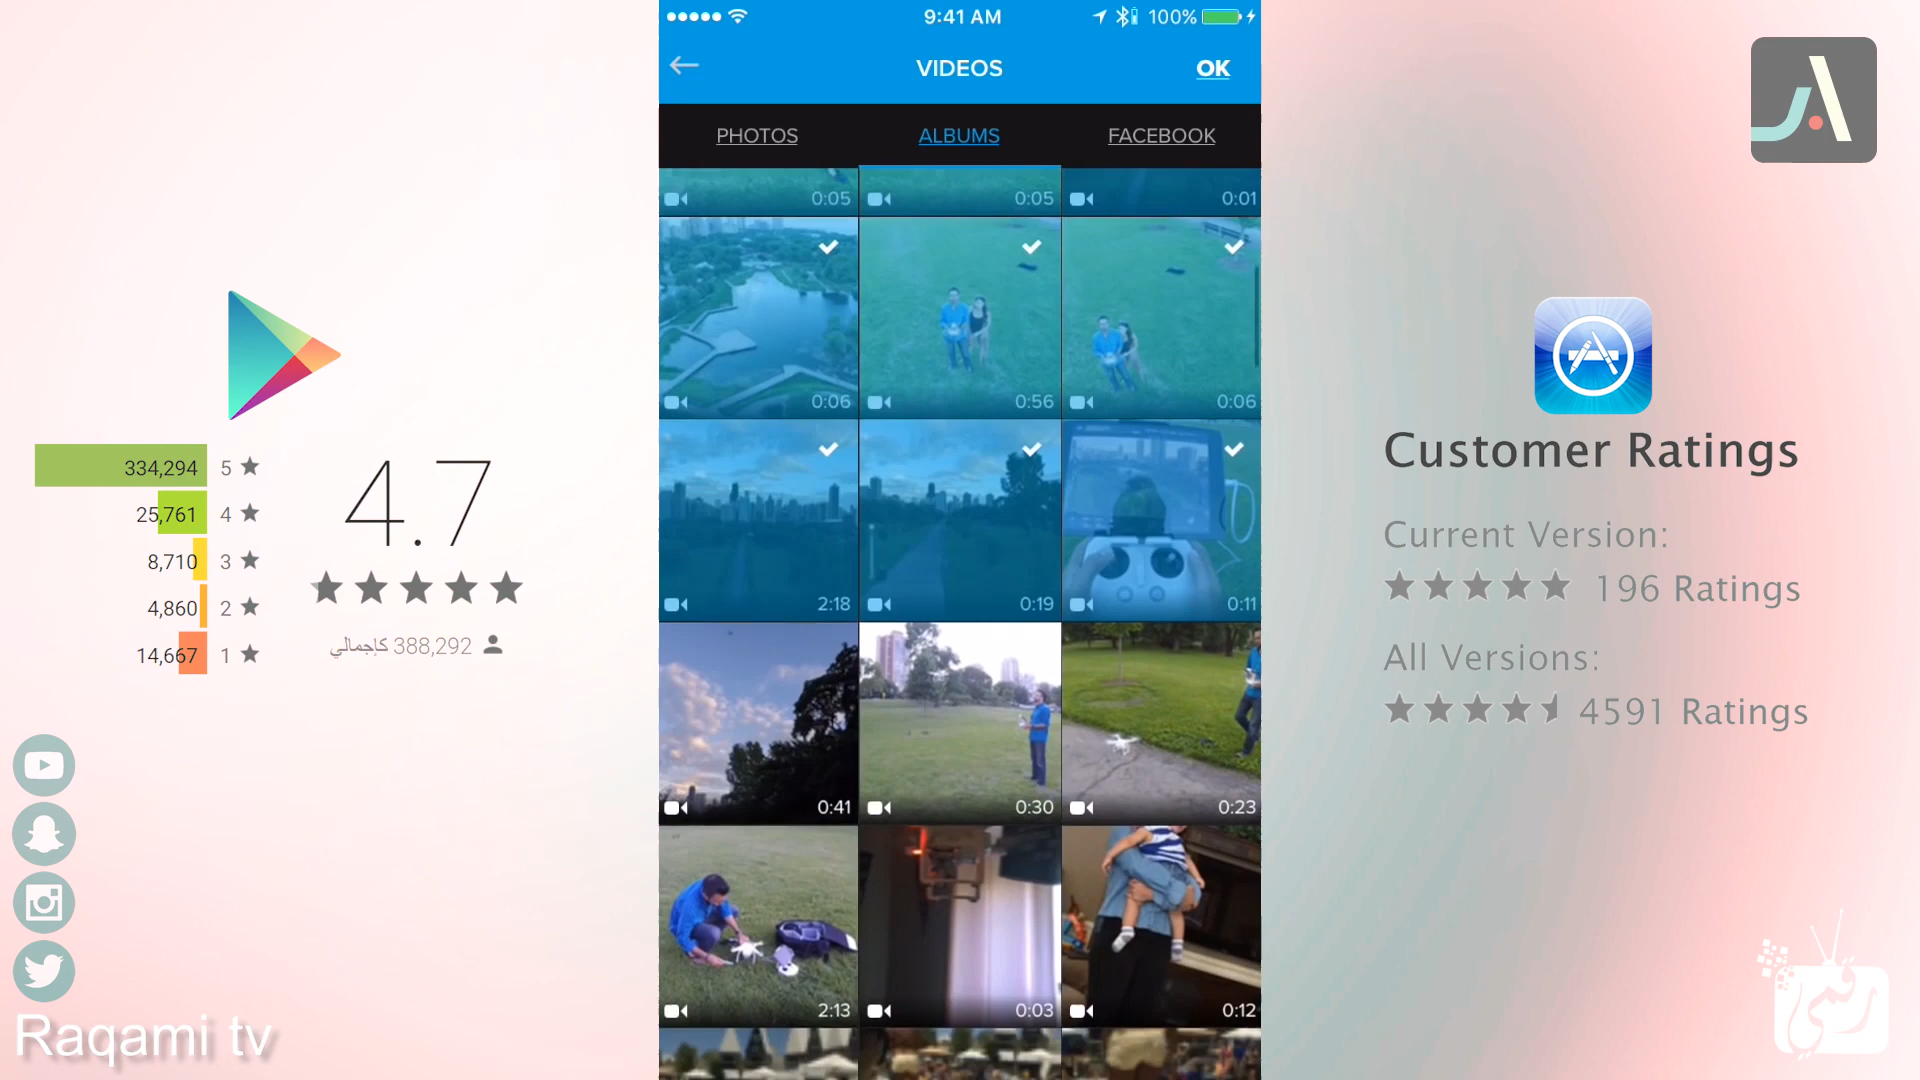 9:41 AM
100%
VIDEOS
OK
PHOTOS
ALBUMS
FACEBOOK
0:05
0:05
0:01
0:06
0:56
0:06
2:18
0:19
0:11
0:41
0:30
0:23
2:13
0:03
0:12
334,294 5
25,761 4
8,710 3
4,860 2
14,667 1
4.7
388,292 كإجمالي
Raqami tv
Customer Ratings
Current Version:
196 Ratings
All Versions:
4591 Ratings
رقمي